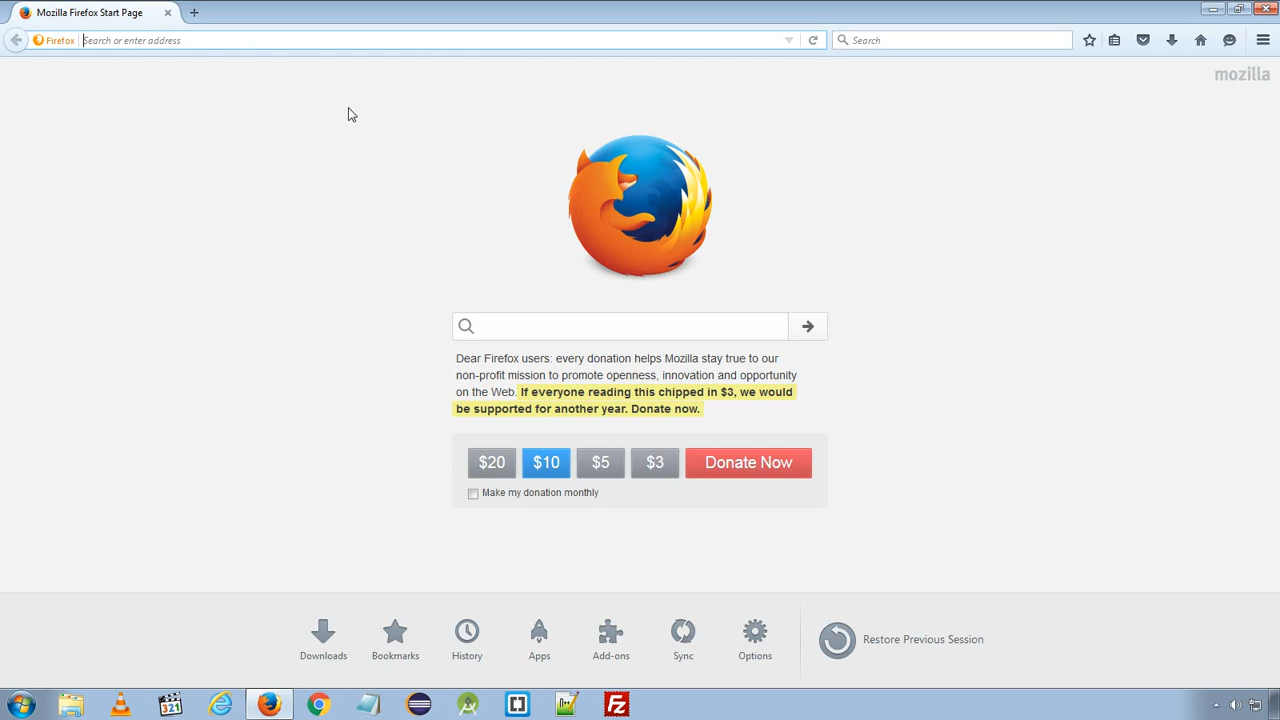 Mozilla Firefox Start Page
Firefox
Search or enter address
Search
mozilla
Dear Firefox users: every donation helps Mozilla stay true to our
non-profit mission to promote openness, innovation and opportunity
on the Web. If everyone reading this chipped in $3, we would
be supported for another year. Donate now.
$20 $10 $5 $3 Donate Now
Make my donation monthly
Downloads Bookmarks History Apps Add-ons Sync Options Restore Previous Session
321
Fz